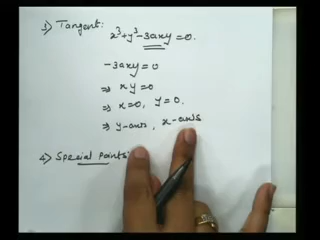 3) Tangent:
x³+y³-3axy=0.
-3axy=0
⇒ xy=0
⇒ x=0, y=0.
⇒ y-axis, x-axis
4) Special points: